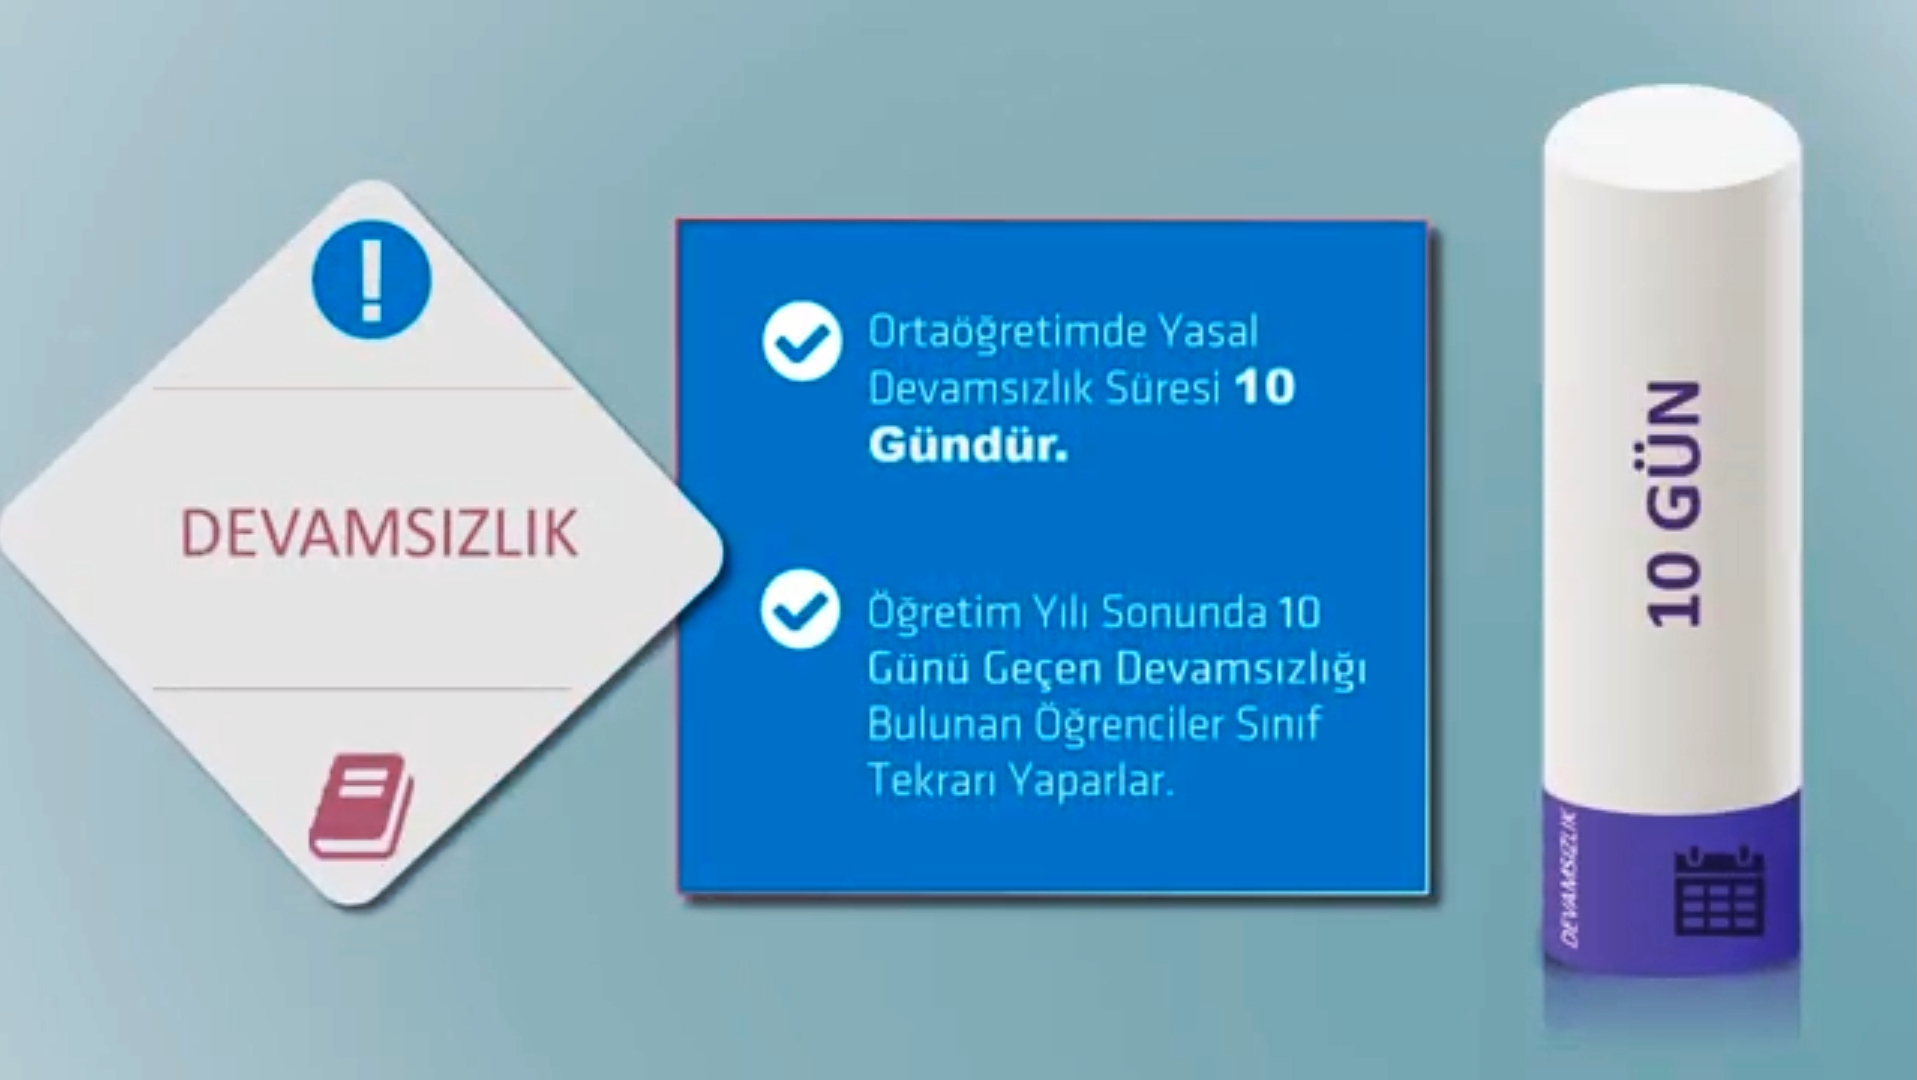 !
DEVAMSIZLIK
Ortaöğretimde Yasal
Devamsızlık Süresi 10
Gündür.
Öğretim Yılı Sonunda 10
Günü Geçen Devamsızlığı
Bulunan Öğrenciler Sınıf
Tekrarı Yaparlar.
10 GÜN
DEVAMSIZLIK